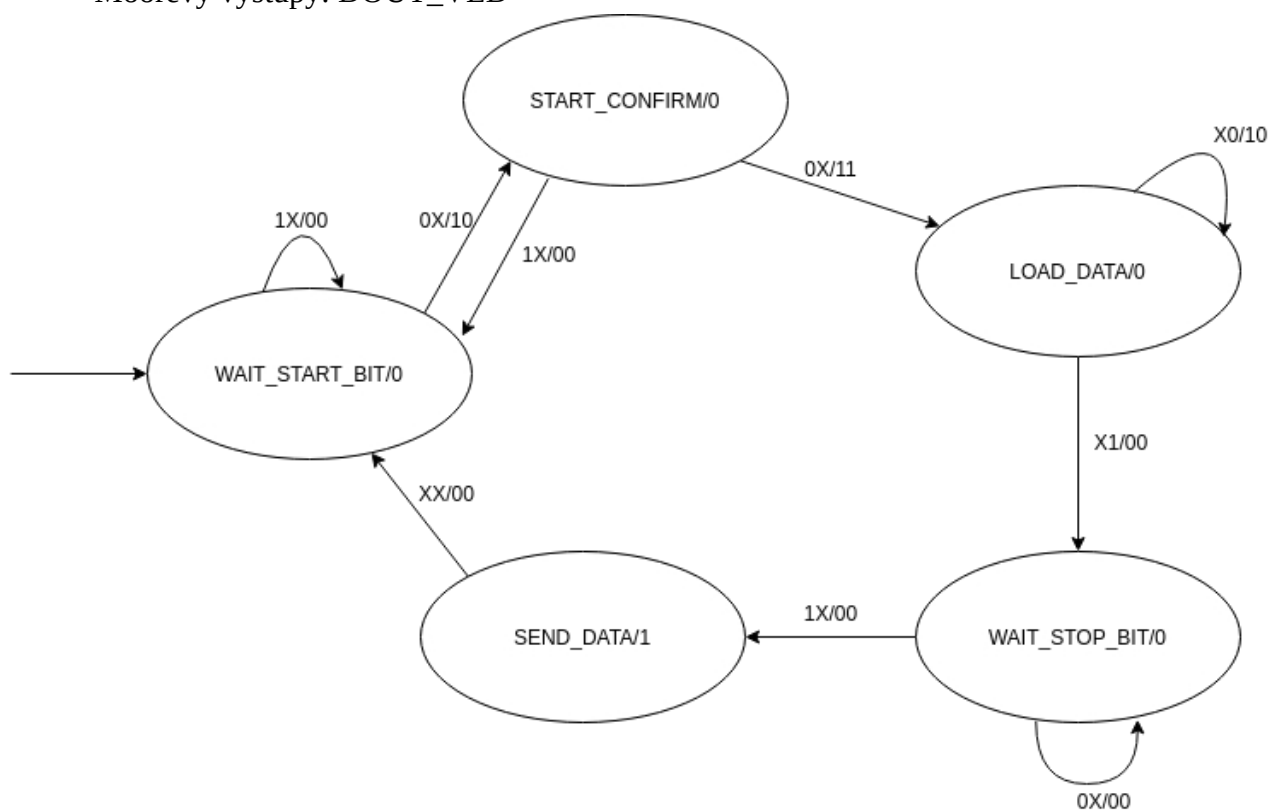 Moorevy výstupy: DOUT_VLD
START_CONFIRM/0
X0/10
0X/11
1X/00
0X/10
1X/00
LOAD_DATA/0
WAIT_START_BIT/0
X1/00
XX/00
1X/00
SEND_DATA/1
WAIT_STOP_BIT/0
0X/00